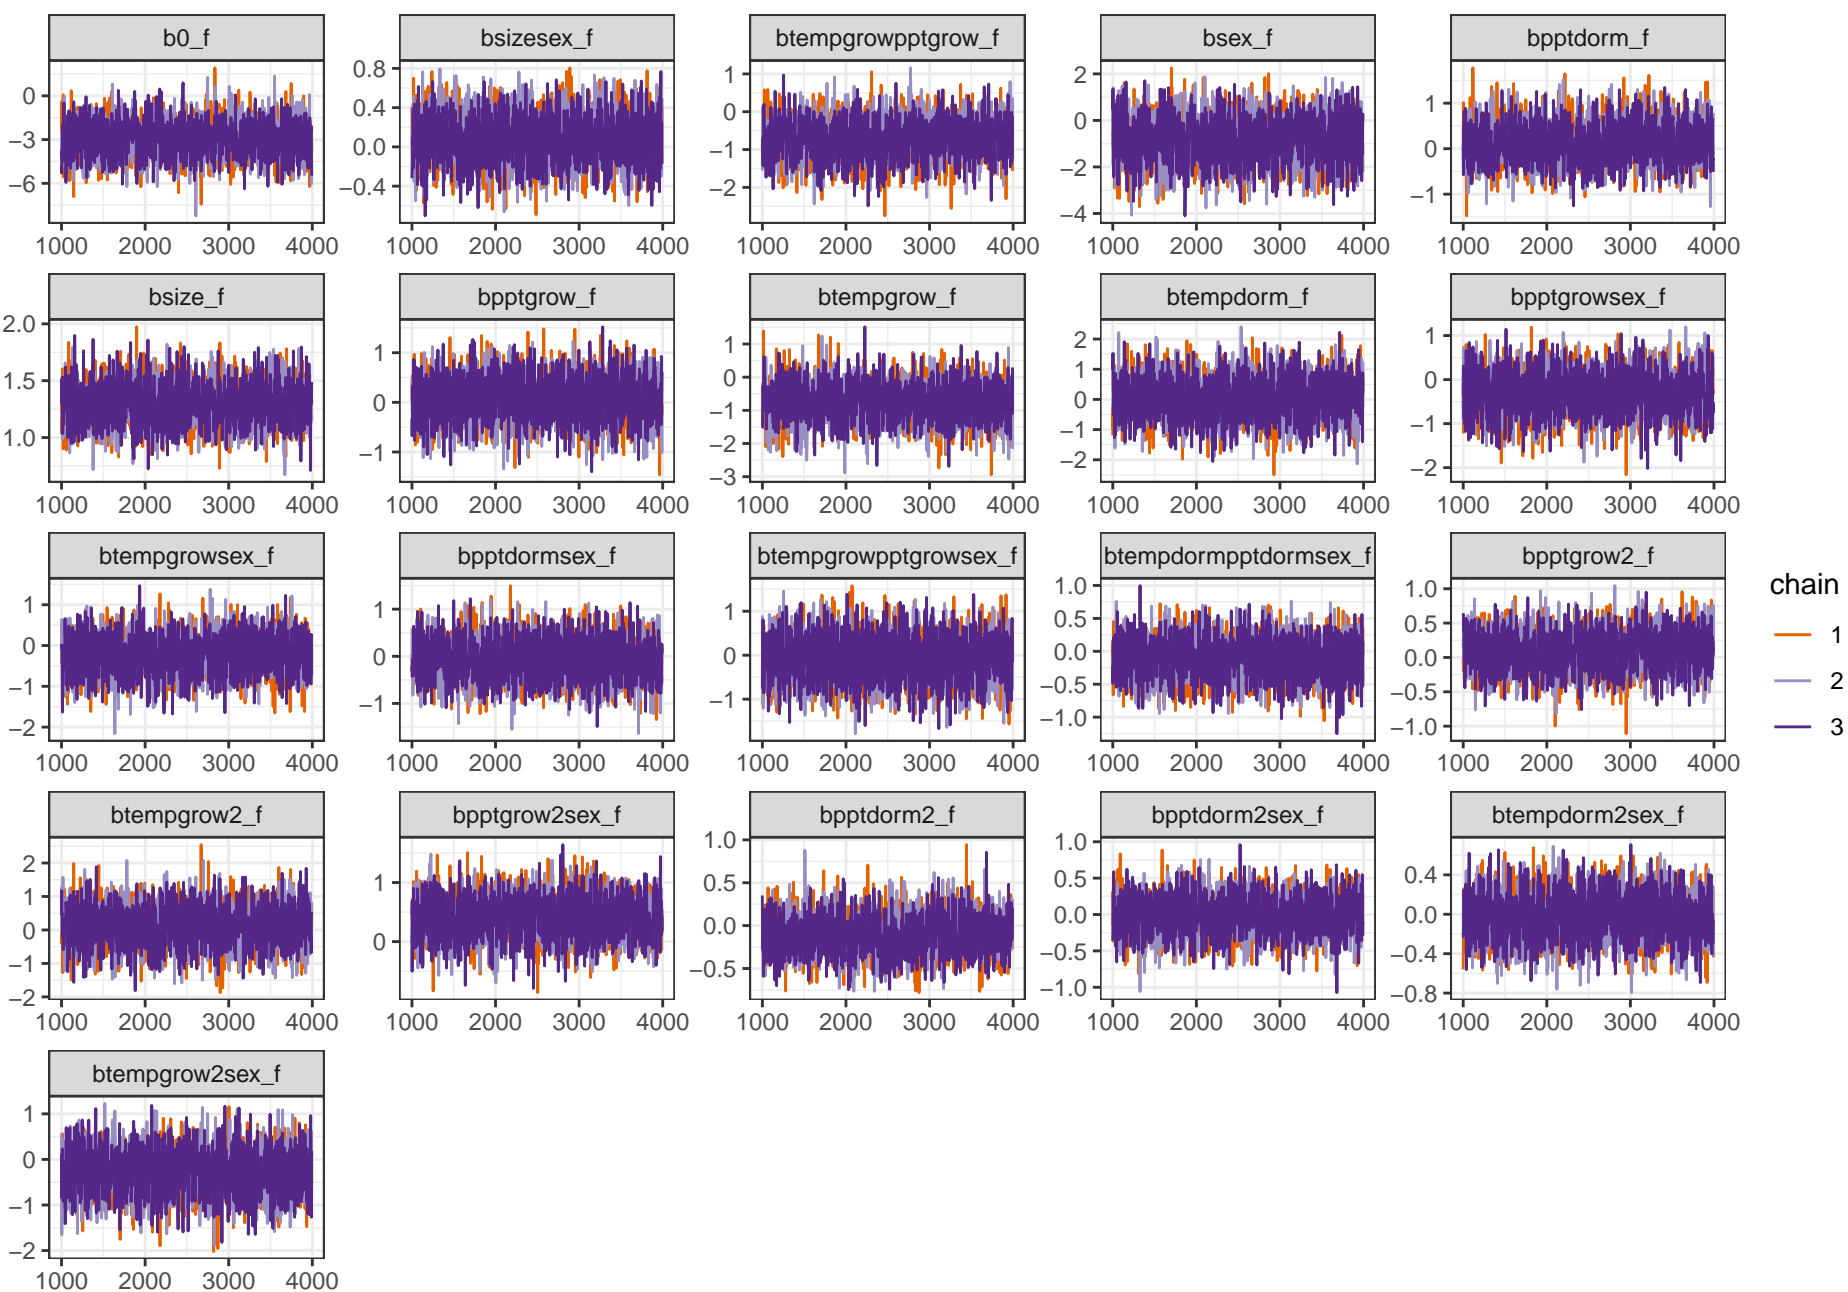 b0_f bsizesex_f btempgrowpptgrow_f bsex_f bpptdorm_f
0 −3 −6
0.8 0.4 0.0 −0.4
1 0 −1 −2
2 0 −2 −4
1 0 −1
1000 2000 3000 4000 1000 2000 3000 4000 1000 2000 3000 4000 1000 2000 3000 4000 1000 2000 3000 4000
bsize_f bpptgrow_f btempgrow_f btempdorm_f bpptgrowsex_f
2.0 1.5 1.0
1 0 −1
1 0 −1 −2 −3
2 1 0 −1 −2
1 0 −1 −2
1000 2000 3000 4000 1000 2000 3000 4000 1000 2000 3000 4000 1000 2000 3000 4000 1000 2000 3000 4000
btempgrowsex_f bpptdormsex_f btempgrowpptgrowsex_f btempdormpptdormsex_f bpptgrow2_f
1 0 −1 −2
1 0 −1
1 0 −1
1.0 0.5 0.0 −0.5 −1.0
1.0 0.5 0.0 −0.5 −1.0
1000 2000 3000 4000 1000 2000 3000 4000 1000 2000 3000 4000 1000 2000 3000 4000 1000 2000 3000 4000
btempgrow2_f bpptgrow2sex_f bpptdorm2_f bpptdorm2sex_f btempdorm2sex_f
2 1 0 −1 −2
1 0
1.0 0.5 0.0 −0.5
1.0 0.5 0.0 −0.5 −1.0
0.4 0.0 −0.4 −0.8
1000 2000 3000 4000 1000 2000 3000 4000 1000 2000 3000 4000 1000 2000 3000 4000 1000 2000 3000 4000
btempgrow2sex_f
1 0 −1 −2
1000 2000 3000 4000
chain
1
2
3